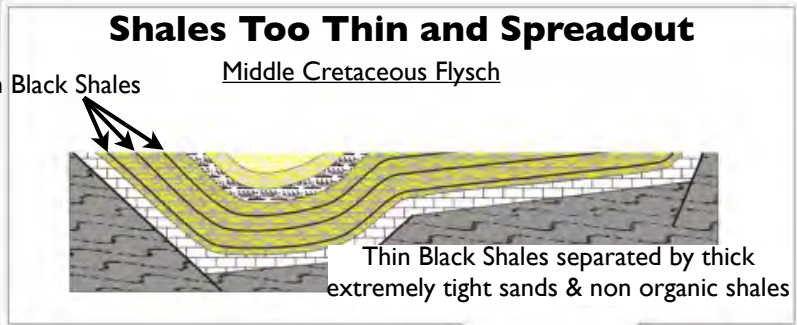 Shales Too Thin and Spreadout
Middle Cretaceous Flysch
Black Shales
Thin Black Shales separated by thick
extremely tight sands & non organic shales